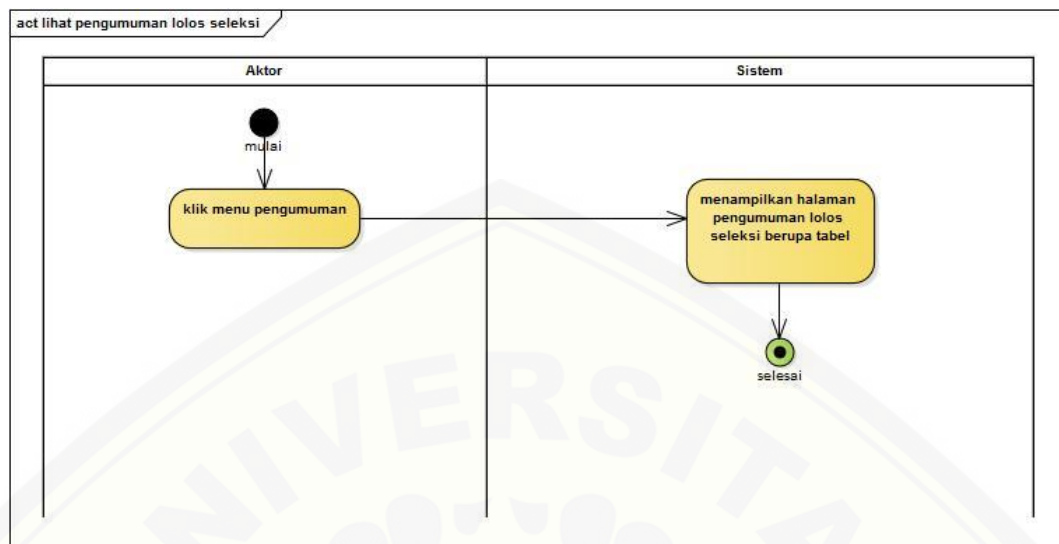 act lihat pengumuman lolos seleksi
Aktor
Sistem
mulai
klik menu pengumuman
menampilkan halaman
pengumuman lolos
seleksi berupa tabel
selesai
NIVERSITA